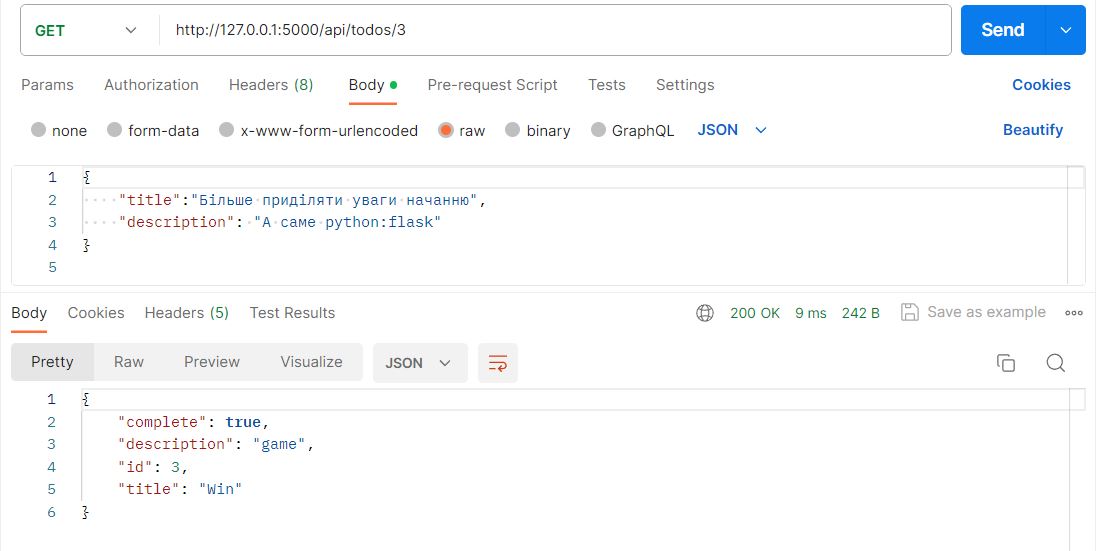 GET http://127.0.0.1:5000/api/todos/3 Send
Params Authorization Headers (8) Body Pre-request Script Tests Settings Cookies
none form-data x-www-form-urlencoded raw binary GraphQL JSON Beautify
1 {
2 "title":"Більше приділяти уваги начанню",
3 "description": "А саме python:flask"
4 }
5
Body Cookies Headers (5) Test Results 200 OK 9 ms 242 B Save as example
Pretty Raw Preview Visualize JSON
1 {
2 "complete": true,
3 "description": "game",
4 "id": 3,
5 "title": "Win"
6 }